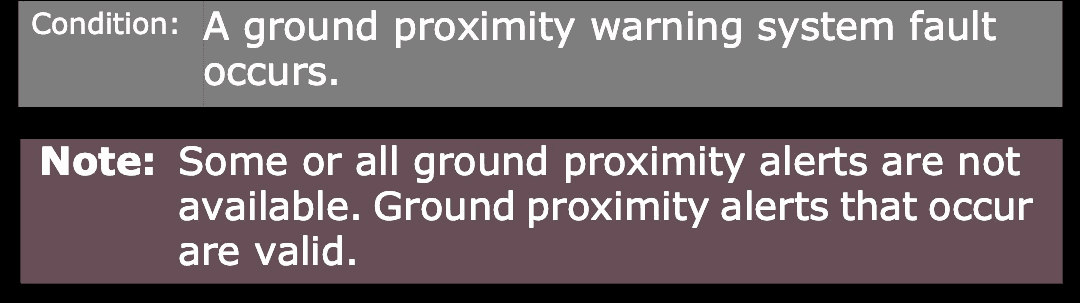 Condition: A ground proximity warning system fault
occurs.
Note: Some or all ground proximity alerts are not
available. Ground proximity alerts that occur
are valid.